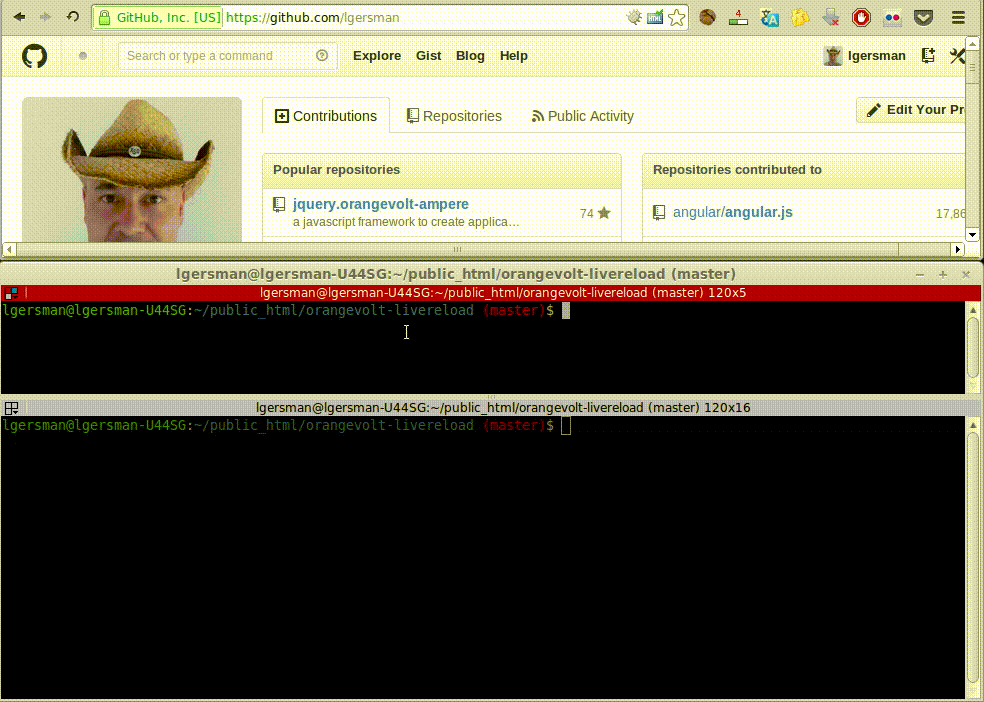 GitHub, Inc. [US] https://github.com/lgersman
4
Search or type a command
Explore Gist Blog Help
lgersman
Contributions Repositories Public Activity
Edit Your Pr
Popular repositories
jquery.orangevolt-ampere
74
a javascript framework to create applica…
Repositories contributed to
angular/angular.js
17,86
lgersman@lgersman-U44SG:~/public_html/orangevolt-livereload (master)
lgersman@lgersman-U44SG:~/public_html/orangevolt-livereload (master) 120x5
lgersman@lgersman-U44SG:~/public_html/orangevolt-livereload (master)$
lgersman@lgersman-U44SG:~/public_html/orangevolt-livereload (master) 120x16
lgersman@lgersman-U44SG:~/public_html/orangevolt-livereload (master)$